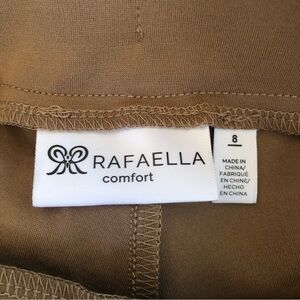 RAFAELLA
comfort
8
MADE IN
CHINA/
FABRIQUÉ
EN CHINE/
HECHO
EN CHINA